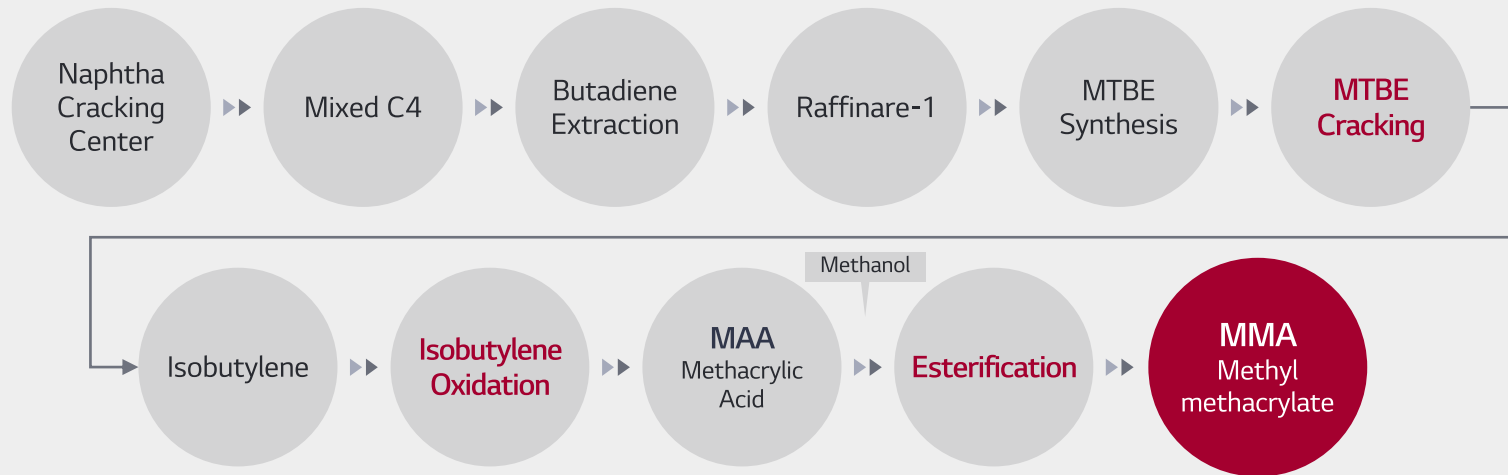 Naphtha
Cracking
Center
Mixed C4
Butadiene
Extraction
Raffinare-1
MTBE
Synthesis
MTBE
Cracking
Isobutylene
Isobutylene
Oxidation
MAA
Methacrylic
Acid
Methanol
Esterification
MMA
Methyl
methacrylate